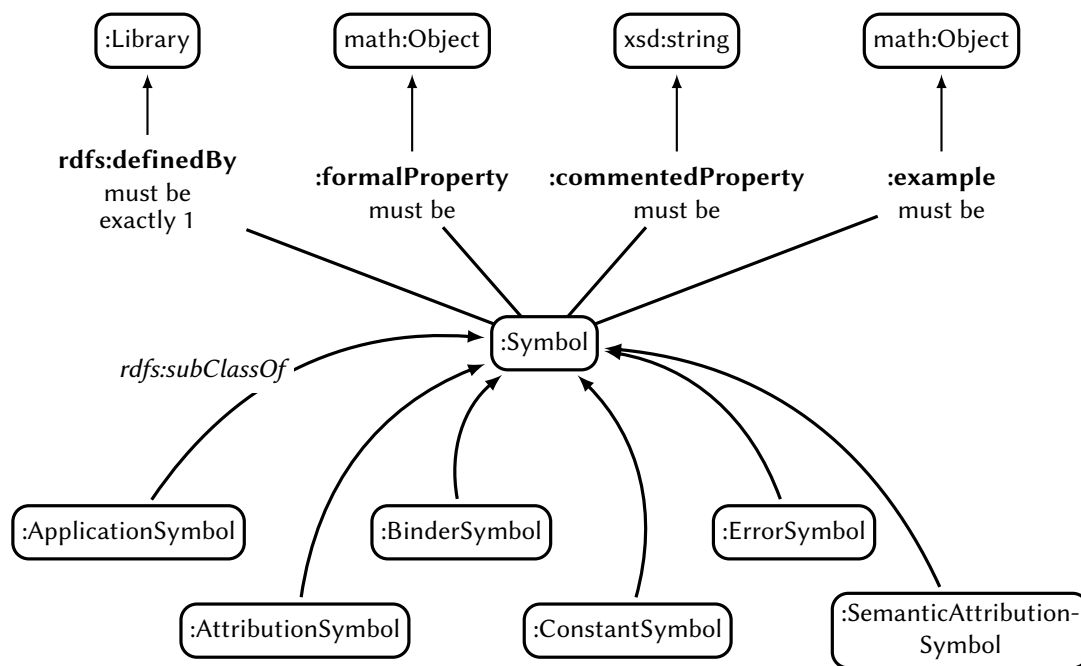 :Library
math:Object
xsd:string
math:Object
rdfs:definedBy
must be
exactly 1
:formalProperty
must be
:commentedProperty
must be
:example
must be
:Symbol
rdfs:subClassOf
:ApplicationSymbol
:BinderSymbol
:ErrorSymbol
:AttributionSymbol
:ConstantSymbol
:SemanticAttribution-
Symbol